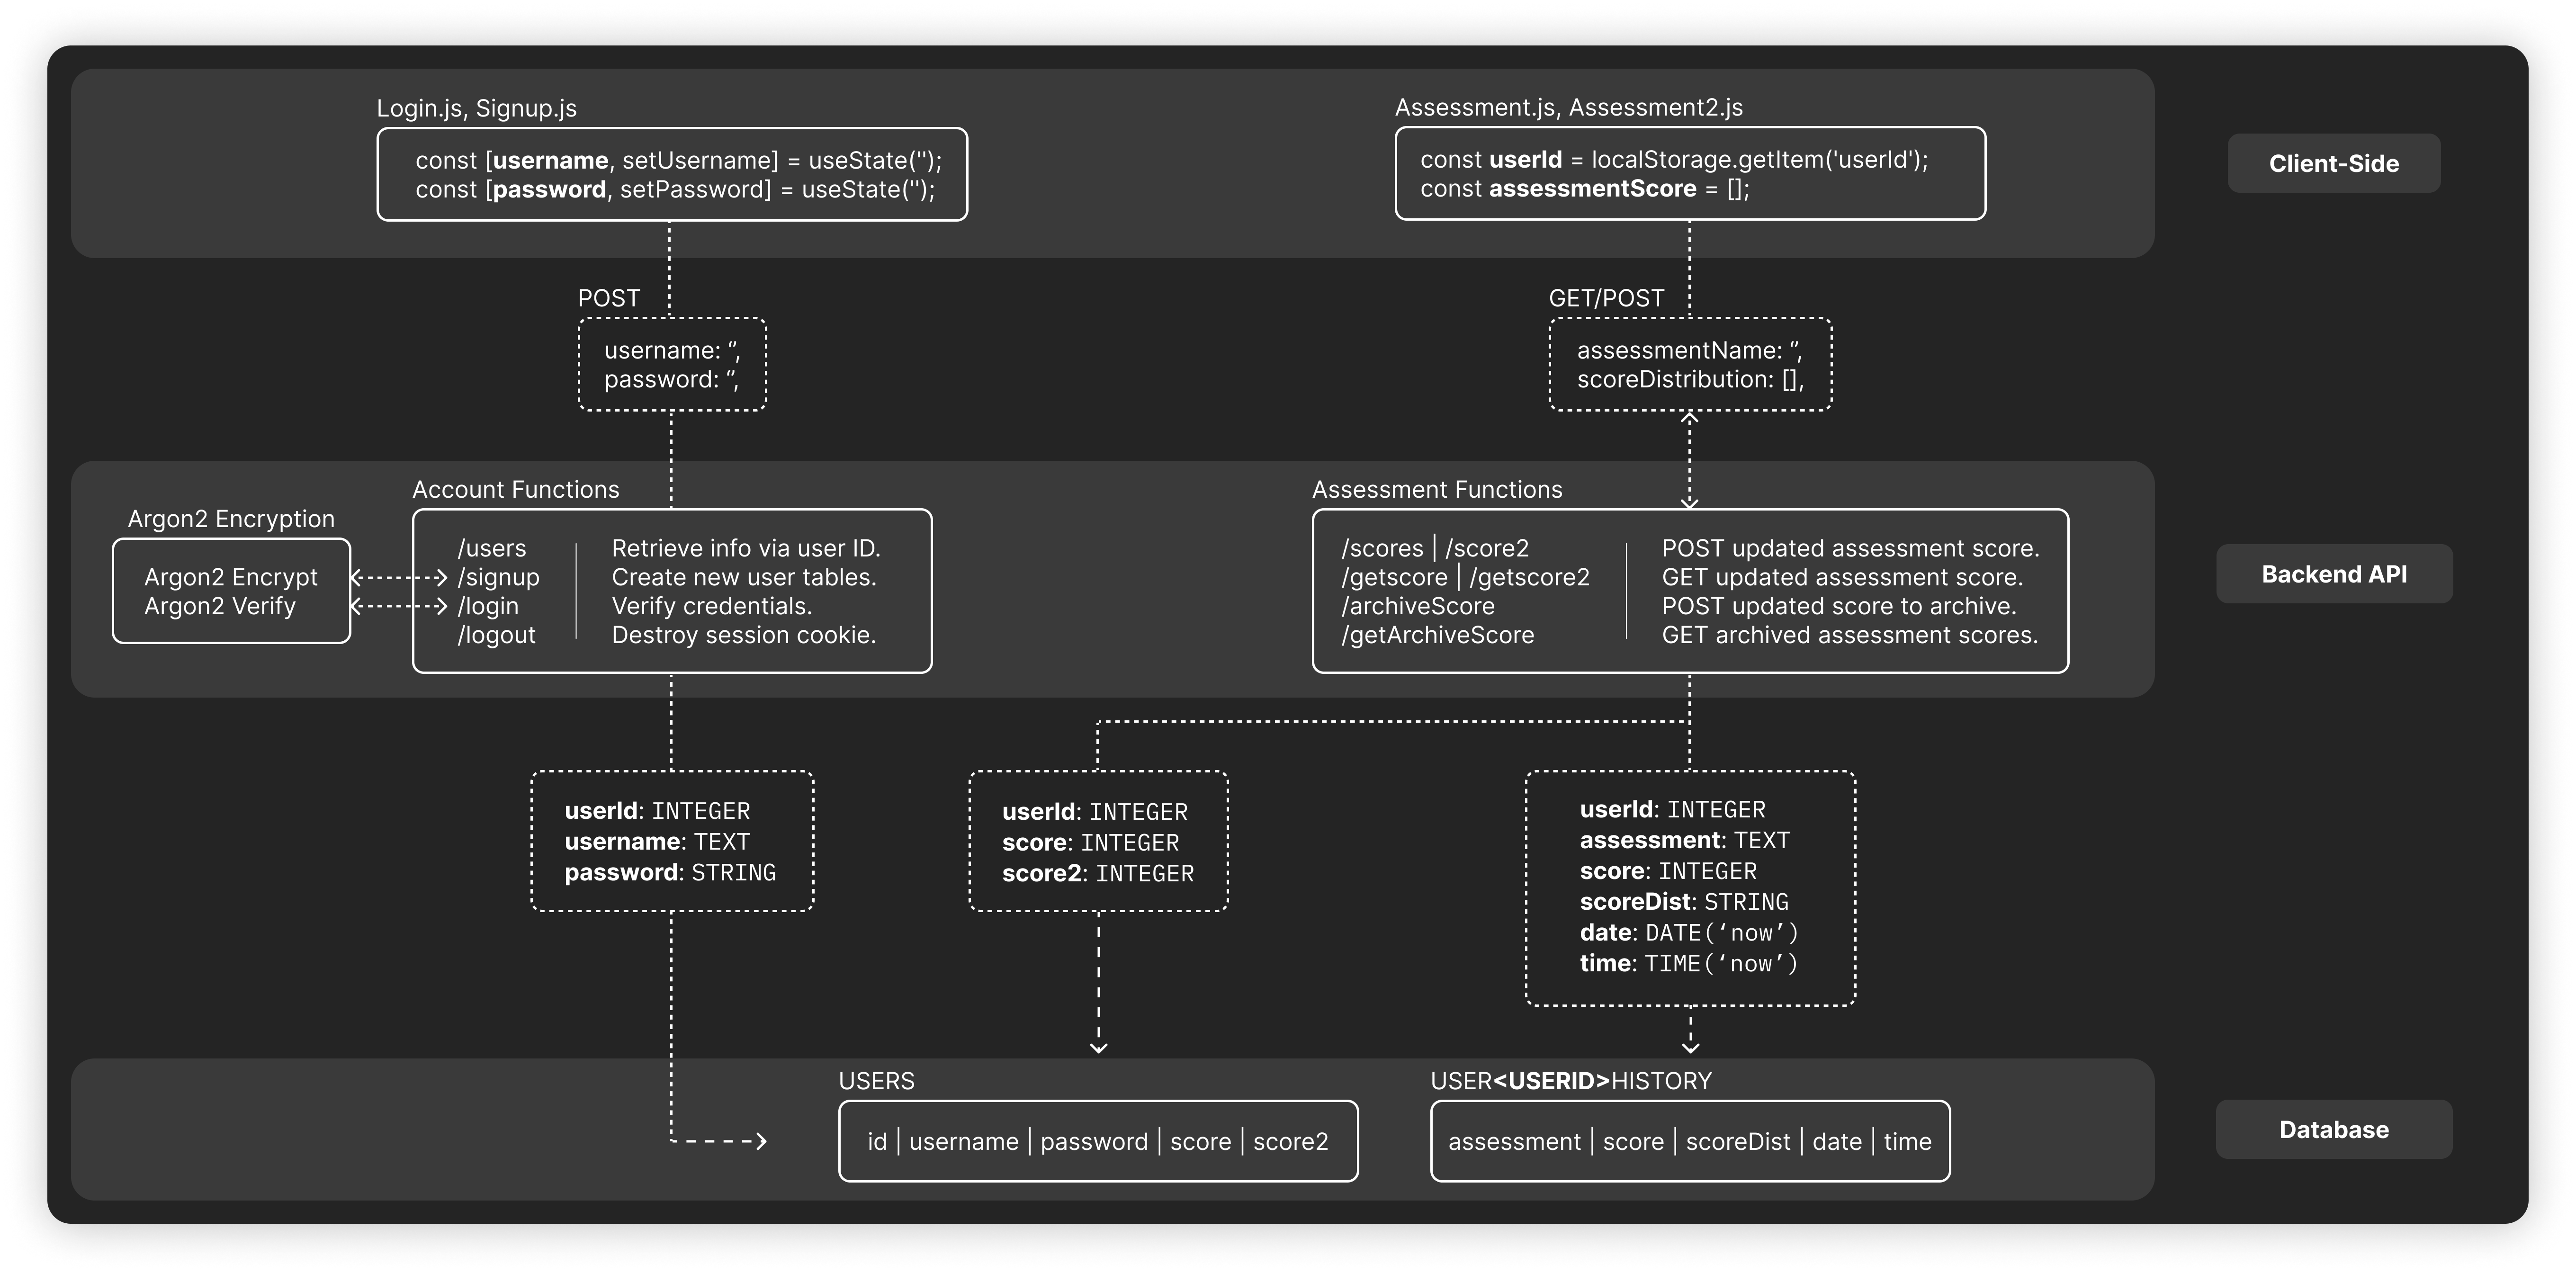 Login.js, Signup.js
const [username, setUsername] = useState('');
const [password, setPassword] = useState('');
Assessment.js, Assessment2.js
const userId = localStorage.getItem('userId');
const assessmentScore = [];
Client-Side
POST
username: ‘’,
password: ‘’,
GET/POST
assessmentName: ‘’,
scoreDistribution: [],
Argon2 Encryption
Argon2 Encrypt
Argon2 Verify
Account Functions
/users | Retrieve info via user ID.
/signup | Create new user tables.
/login | Verify credentials.
/logout | Destroy session cookie.
Assessment Functions
/scores | /score2 | POST updated assessment score.
/getscore | /getscore2 | GET updated assessment score.
/archiveScore | POST updated score to archive.
/getArchiveScore | GET archived assessment scores.
Backend API
userId: INTEGER
username: TEXT
password: STRING
userId: INTEGER
score: INTEGER
score2: INTEGER
userId: INTEGER
assessment: TEXT
score: INTEGER
scoreDist: STRING
date: DATE(‘now’)
time: TIME(‘now’)
USERS
id | username | password | score | score2
USER<USERID>HISTORY
assessment | score | scoreDist | date | time
Database